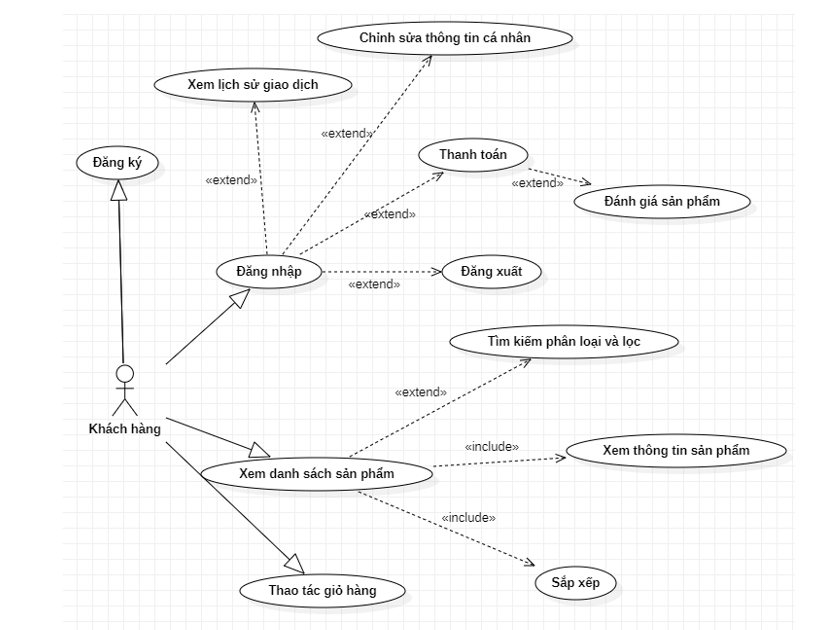 Chỉnh sửa thông tin cá nhân
Xem lịch sử giao dịch
«extend»
Thanh toán
Đăng ký
«extend»
«extend»
Đánh giá sản phẩm
«extend»
Đăng nhập
Đăng xuất
«extend»
Tìm kiếm phân loại và lọc
«extend»
Khách hàng
«include»
Xem thông tin sản phẩm
Xem danh sách sản phẩm
«include»
Sắp xếp
Thao tác giỏ hàng